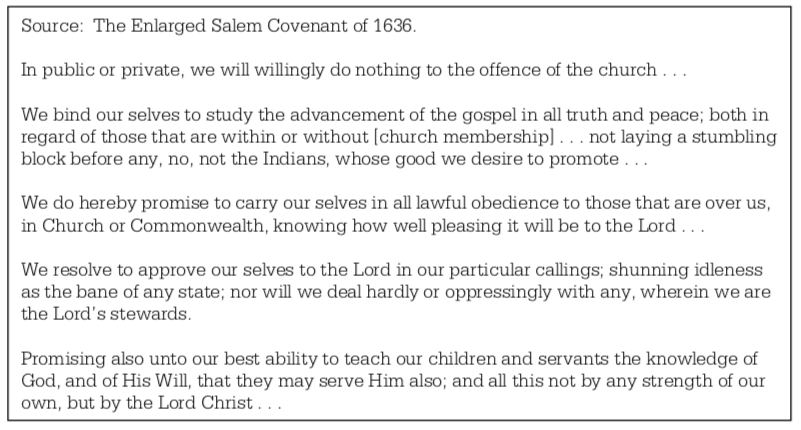 Source:  The Enlarged Salem Covenant of 1636.
In public or private, we will willingly do nothing to the offence of the church . . .
We bind our selves to study the advancement of the gospel in all truth and peace; both in
regard of those that are within or without [church membership] . . . not laying a stumbling
block before any, no, not the Indians, whose good we desire to promote . . .
We do hereby promise to carry our selves in all lawful obedience to those that are over us,
in Church or Commonwealth, knowing how well pleasing it will be to the Lord . . .
We resolve to approve our selves to the Lord in our particular callings; shunning idleness
as the bane of any state; nor will we deal hardly or oppressingly with any, wherein we are
the Lord's stewards.
Promising also unto our best ability to teach our children and servants the knowledge of
God, and of His Will, that they may serve Him also; and all this not by any strength of our
own, but by the Lord Christ . . .